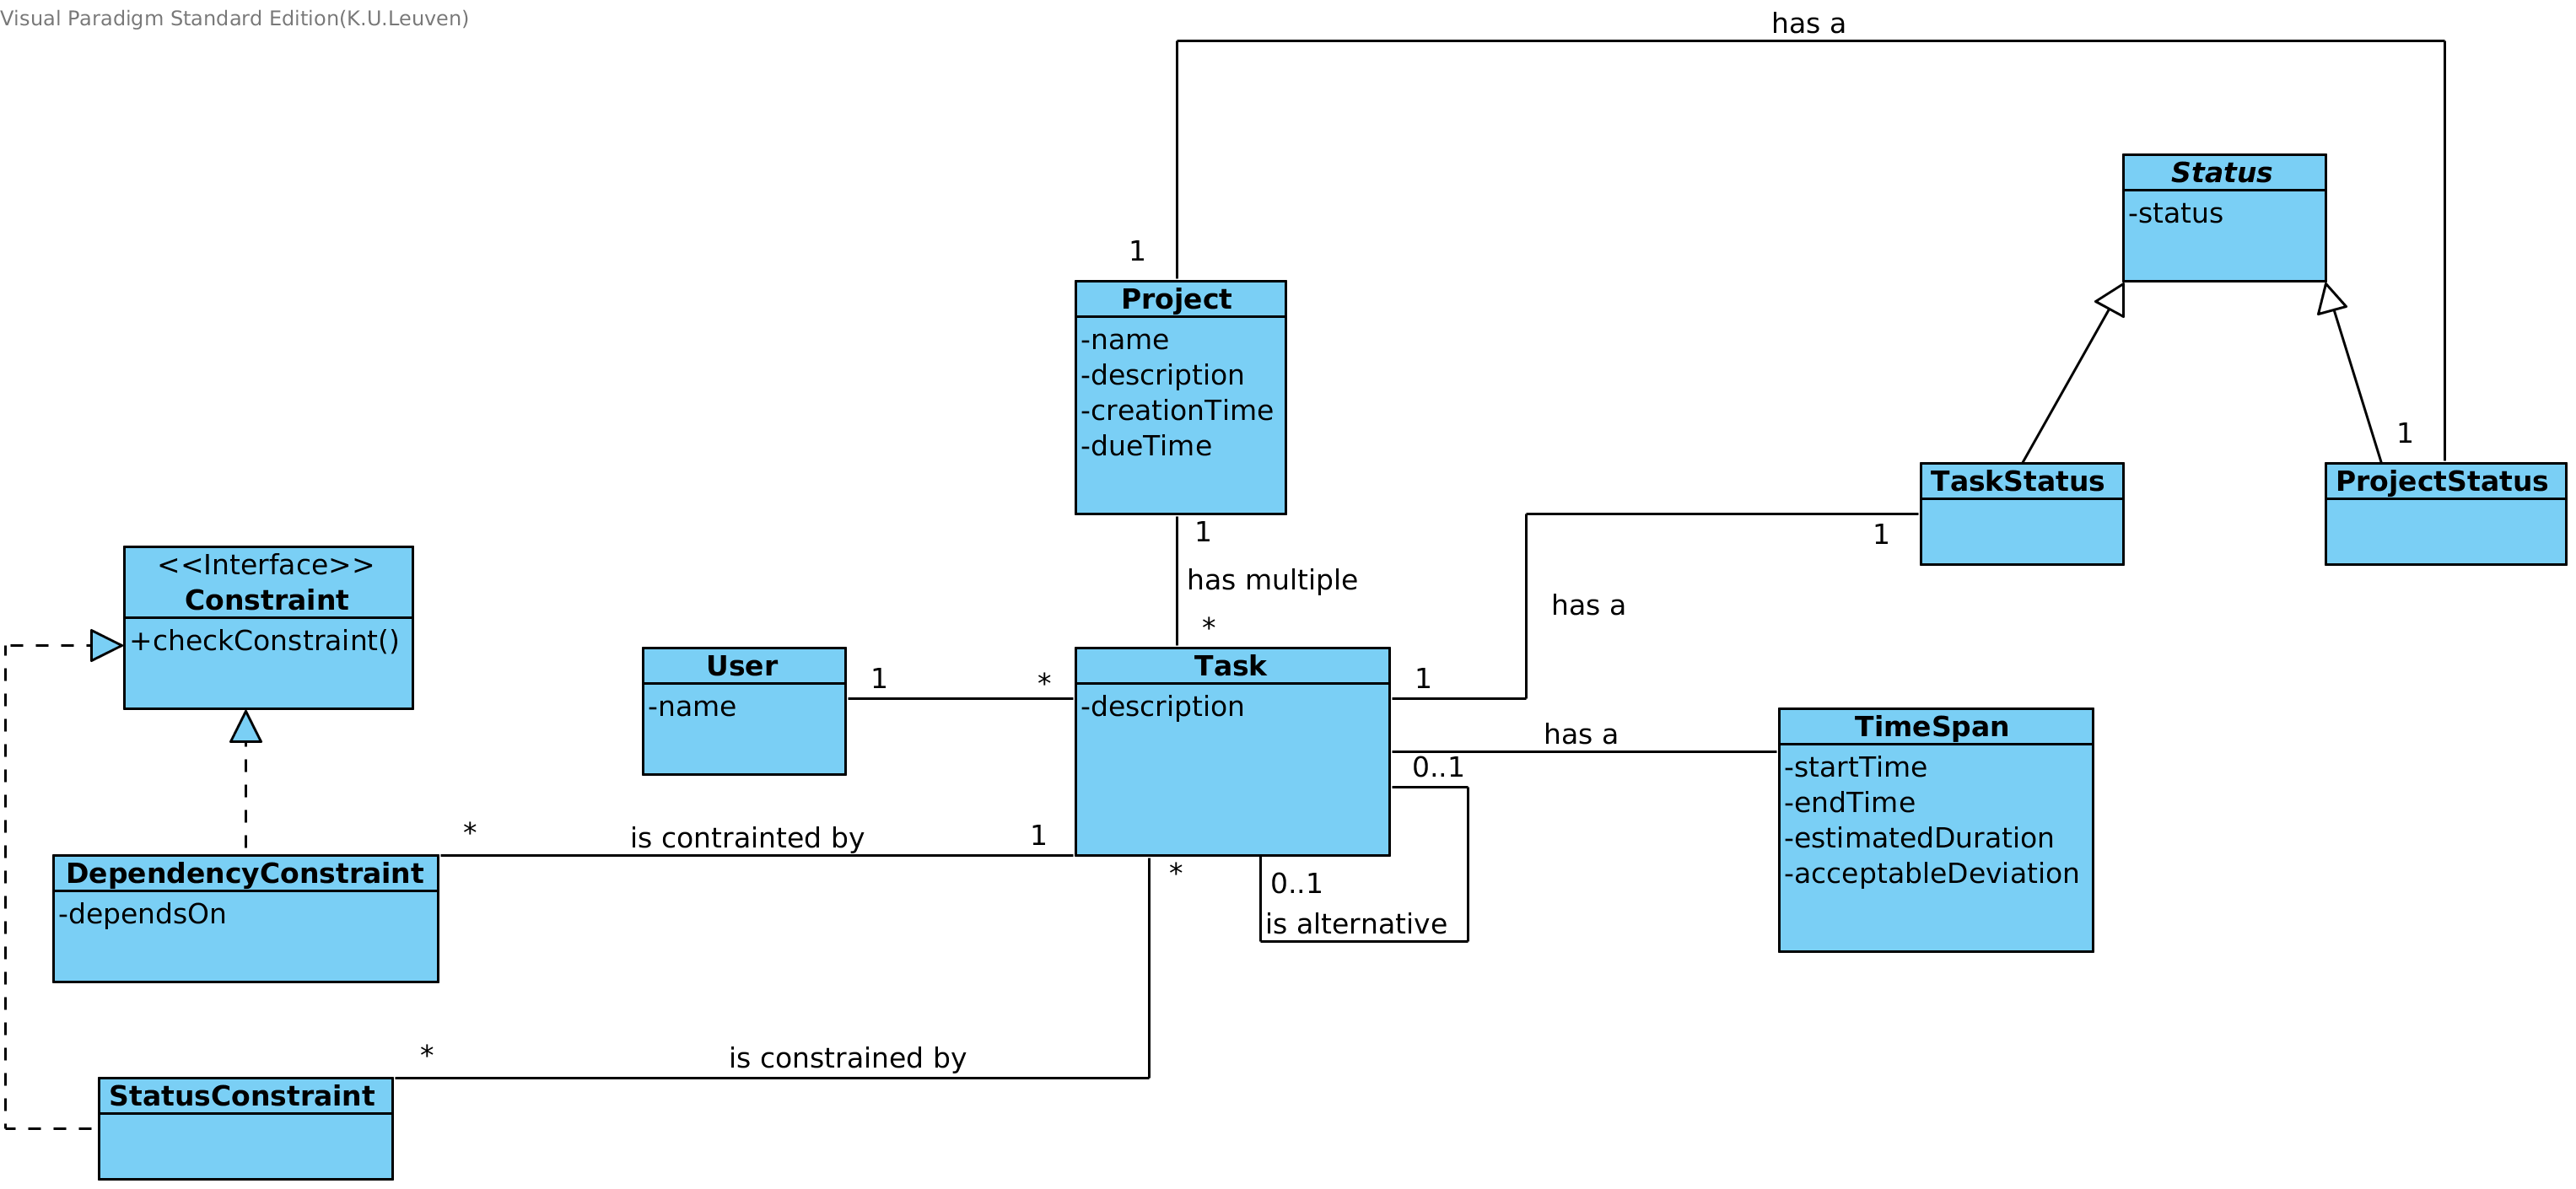 Visual Paradigm Standard Edition(K.U.Leuven)
has a
Status
-status
1
Project
-name
-description
-creationTime
-dueTime
1
TaskStatus
ProjectStatus
1
1
has multiple
*
has a
<<Interface>>
Constraint
+checkConstraint()
User
-name
1
*
Task
-description
1
has a
0..1
TimeSpan
-startTime
-endTime
-estimatedDuration
-acceptableDeviation
*
is contrainted by
1
*
0..1
is alternative
DependencyConstraint
-dependsOn
*
is constrained by
StatusConstraint